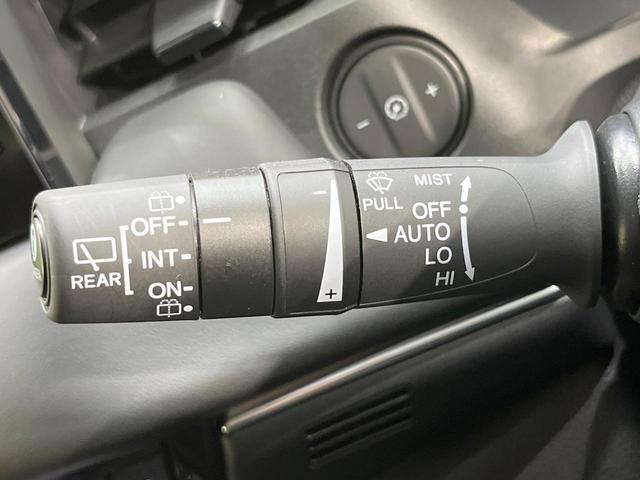 MIST
PULL
OFF
AUTO
LO
HI
OFF
INT
ON
REAR
−
+
−
+